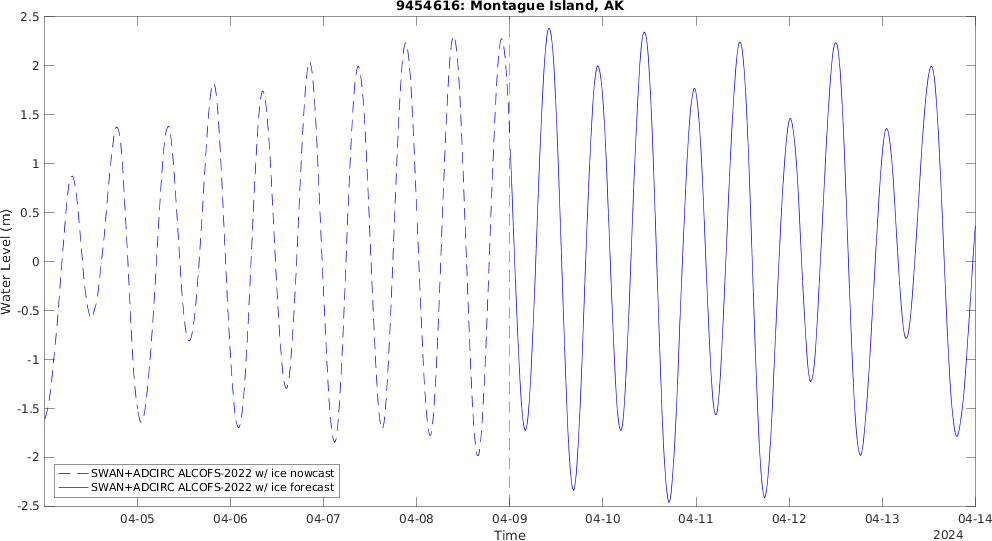 9454616: Montague Island, AK
2.5
2
1.5
1
0.5
0
-0.5
-1
-1.5
-2
-2.5
Water Level (m)
SWAN+ADCIRC ALCOFS-2022 w/ ice nowcast
SWAN+ADCIRC ALCOFS-2022 w/ ice forecast
04-05 04-06 04-07 04-08 04-09 04-10 04-11 04-12 04-13 04-14
Time
2024